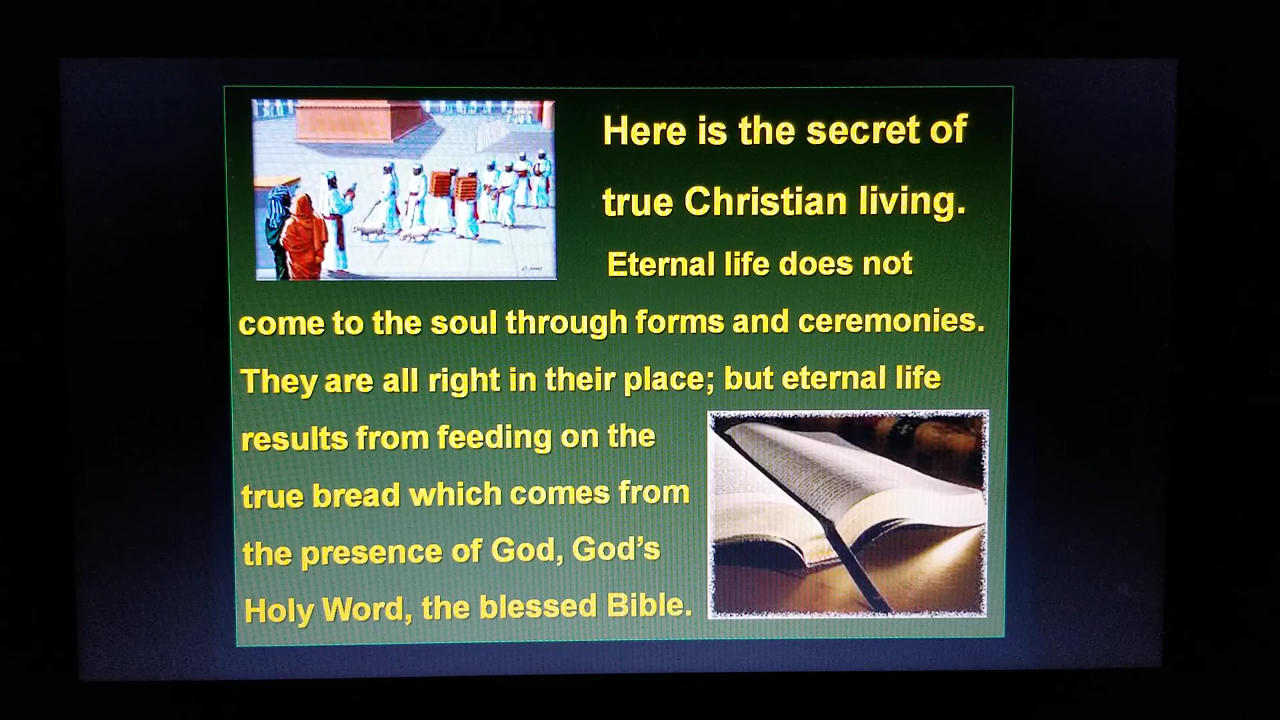 Here is the secret of
true Christian living.
Eternal life does not
come to the soul through forms and ceremonies.
They are all right in their place; but eternal life
results from feeding on the
true bread which comes from
the presence of God, God's
Holy Word, the blessed Bible.